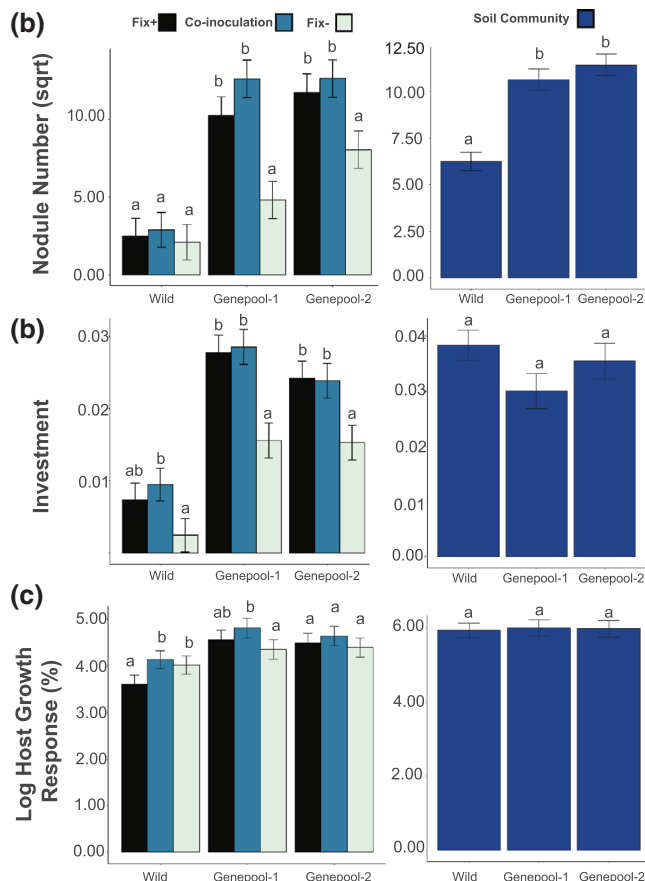 (b)
Fix+ Co-inoculation Fix-
Soil Community
Nodule Number (sqrt)
10.00
5.00
0.00
a a a b b a b b a
Wild Genepool-1 Genepool-2
12.50
10.00
7.50
6.00
2.50
0.00
a b b
Wild Genepool-1 Genepool-2
(b)
Investment
0.03
0.02
0.01
ab b a b b a b b a
Wild Genepool-1 Genepool-2
0.04
0.03
0.02
0.01
0.00
a a a
Wild Genepool-1 Genepool-2
(c)
Log Host Growth
Response (%)
5.00
4.00
3.00
2.00
1.00
0.00
a b b ab b a a a a
Wild Genepool-1 Genepool-2
6.00
4.00
2.00
0.00
a a a
Wild Genepool-1 Genepool-2